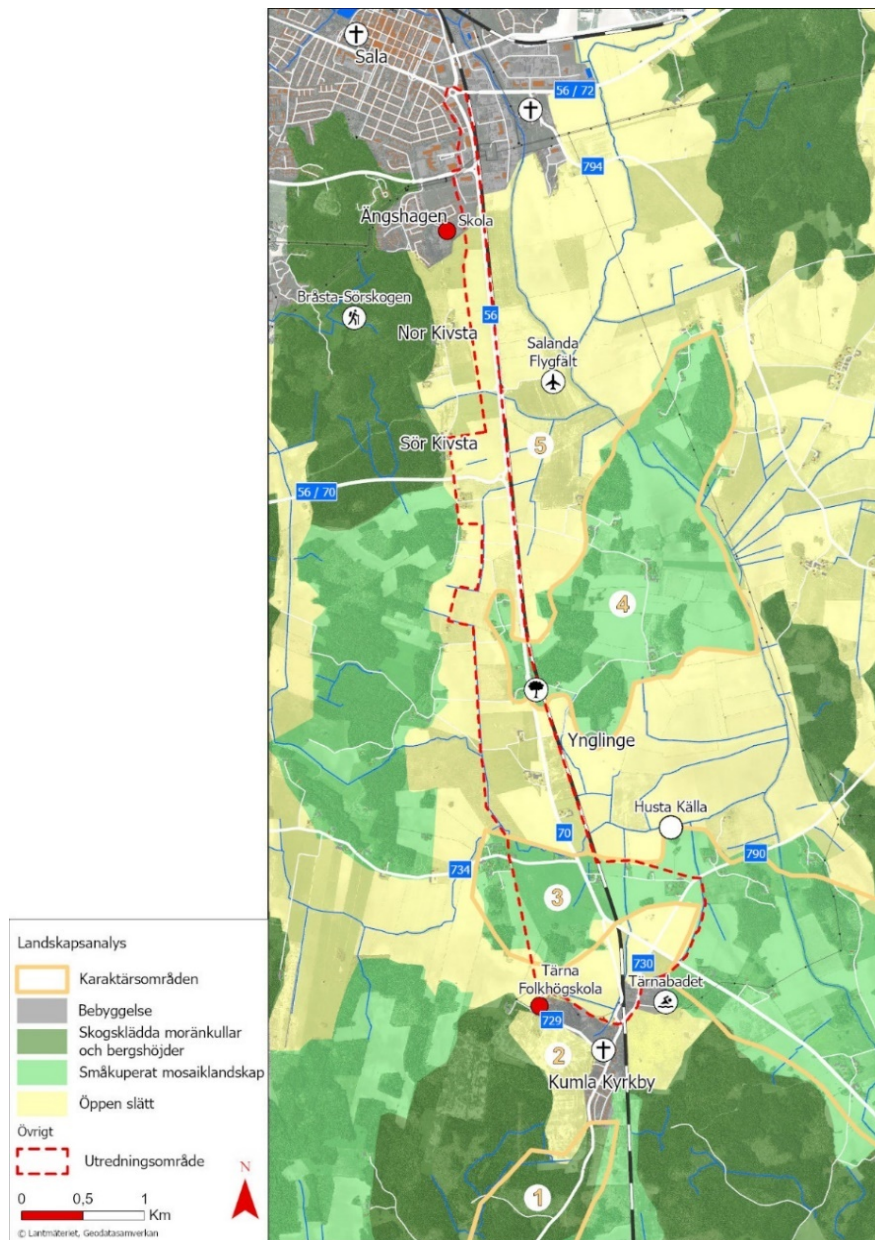 Sala
56 / 72
794
Ängshagen
Skola
Bråsta-Sörskogen
56
Nor Kivsta
Salanda
Flygfält
Sör Kivsta
5
56 / 70
4
Ynglinge
Husta Källa
70
790
734
3
730
Tärna
Folkhögskola
Tärnabadet
729
2
Kumla Kyrkby
1
Landskapsanalys
Karaktärsområden
Bebyggelse
Skogsklädda moränkullar
och bergshöjder
Småkuperat mosaiklandskap
Öppen slätt
Övrigt
Utredningsområde
N
0 0,5 1
Km
© Lantmäteriet, Geodatasamverkan